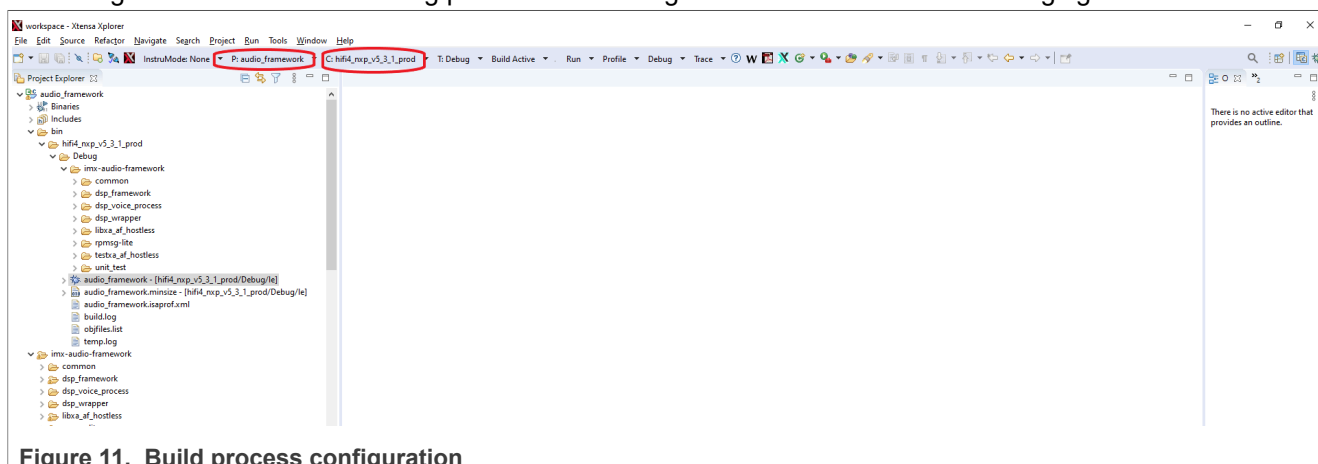 workspace - Xtensa Xplorer
File Edit Source Refactor Navigate Search Project Run Tools Window Help
InstruMode: None P: audio_framework C: hifi4_nxp_v5_3_1_prod T: Debug Build Active Run Profile Debug Trace
Project Explorer
audio_framework
Binaries
Includes
bin
hifi4_nxp_v5_3_1_prod
Debug
imx-audio-framework
common
dsp_framework
dsp_voice_process
dsp_wrapper
libxa_af_hostless
rpmsg-lite
testxa_af_hostless
unit_test
audio_framework - [hifi4_nxp_v5_3_1_prod/Debug/le]
audio_framework.minsize - [hifi4_nxp_v5_3_1_prod/Debug/le]
audio_framework.isaprof.xml
build.log
objfiles.list
temp.log
imx-audio-framework
common
dsp_framework
dsp_voice_process
dsp_wrapper
libxa_af_hostless
O 2
There is no active editor that
provides an outline.
Figure 11. Build process configuration